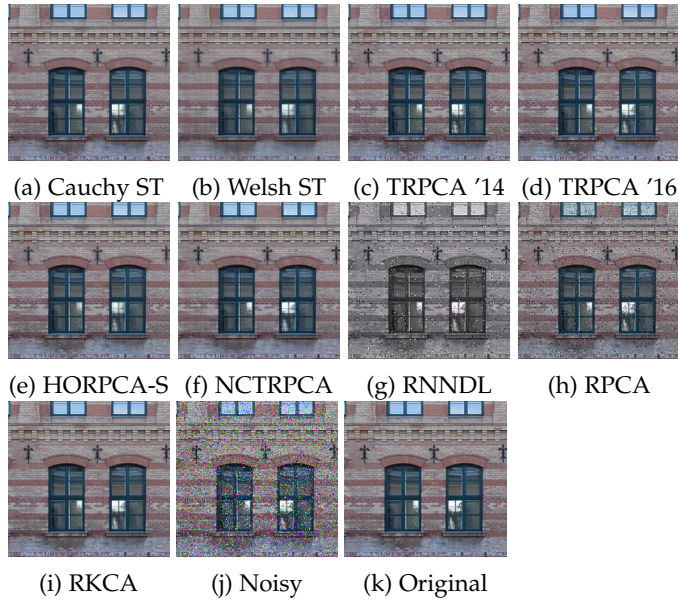 (a) Cauchy ST (b) Welsh ST (c) TRPCA '14 (d) TRPCA '16
(e) HORPCA-S (f) NCTRPCA (g) RNNDL (h) RPCA
(i) RKCA (j) Noisy (k) Original